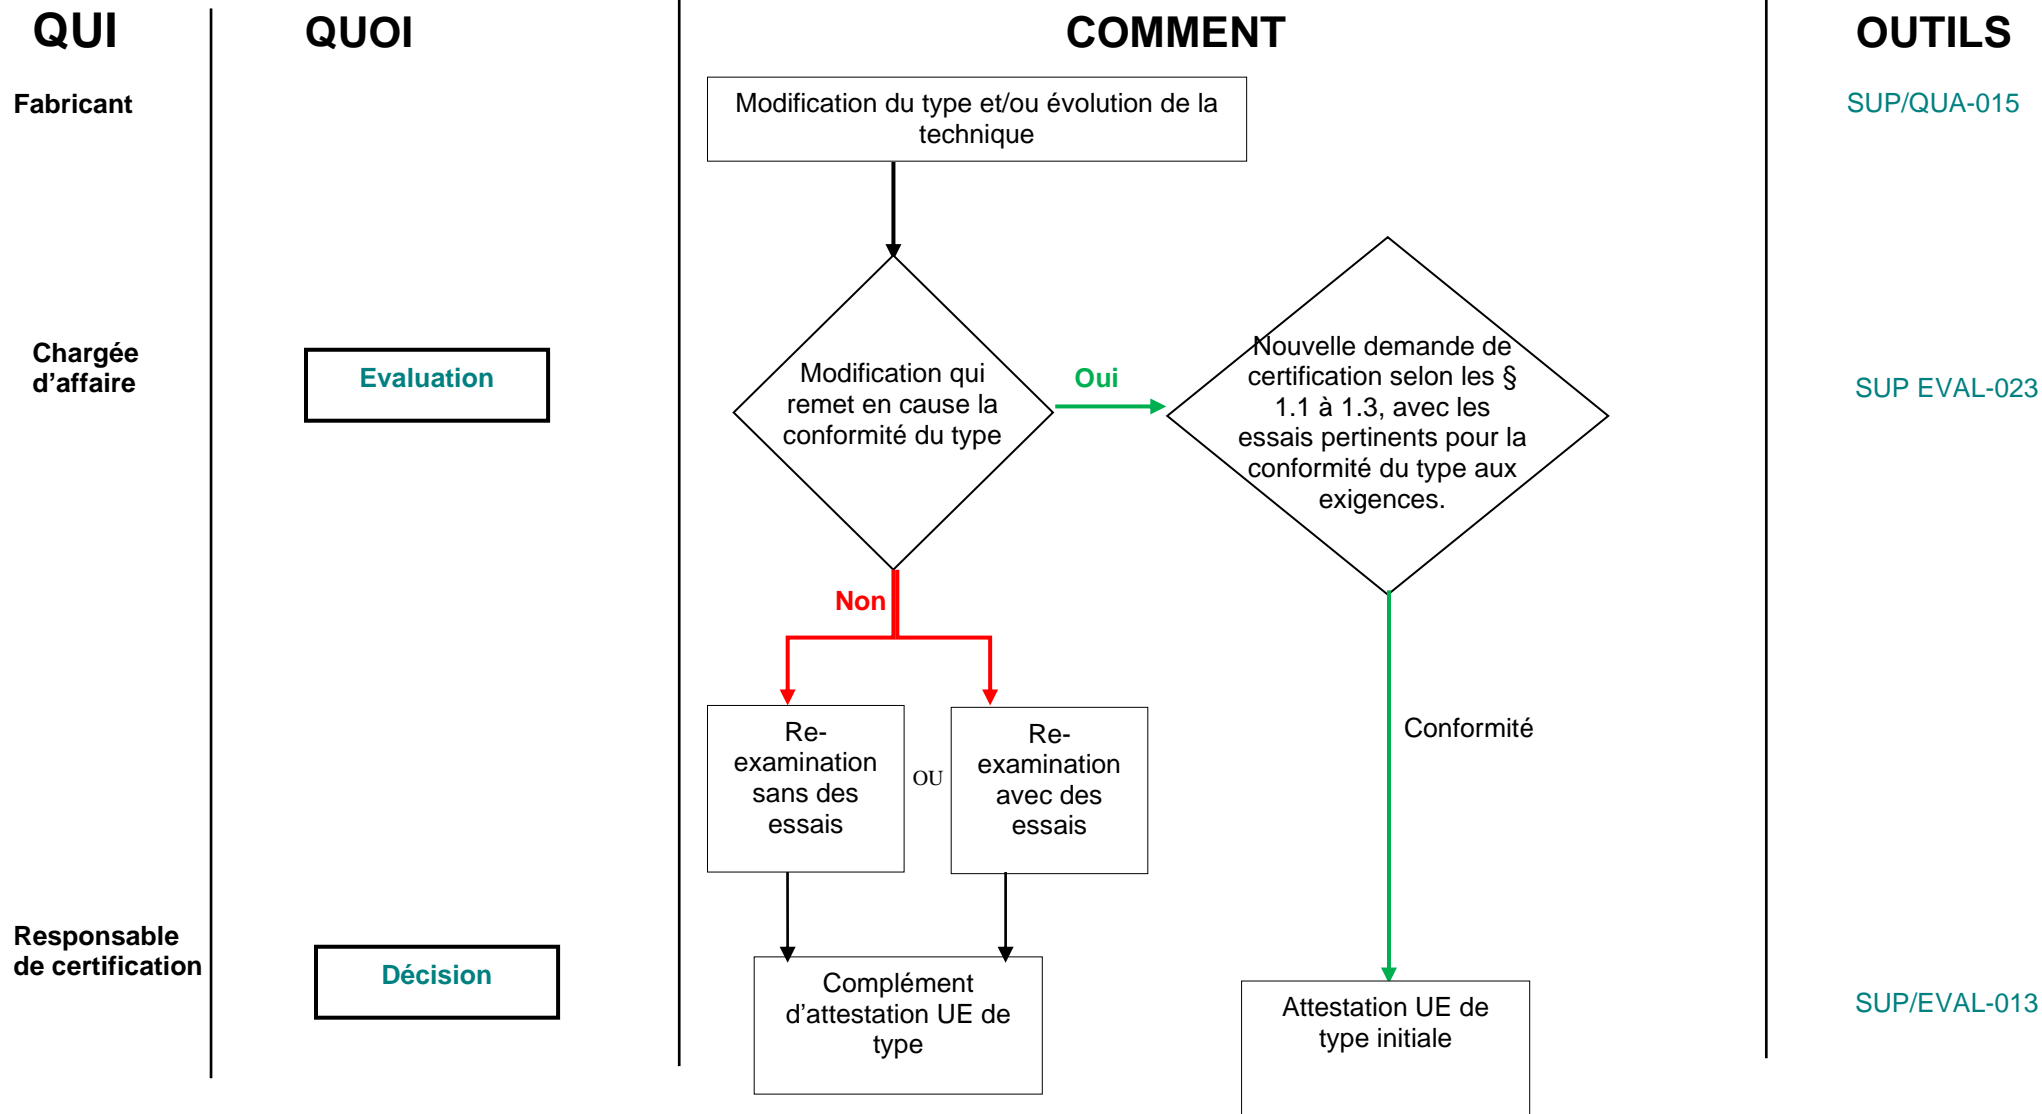 QUI
QUOI
COMMENT
OUTILS
Fabricant
Modification du type et/ou évolution de la
technique
SUP/QUA-015
Chargée
d'affaire
Evaluation
Modification qui
remet en cause la
conformité du type
Oui
Nouvelle demande de
certification selon les §
1.1 à 1.3, avec les
essais pertinents pour la
conformité du type aux
exigences.
SUP EVAL-023
Non
Re-
examination
sans des
essais
OU
Re-
examination
avec des
essais
Conformité
Responsable
de certification
Décision
Complément
d'attestation UE de
type
Attestation UE de
type initiale
SUP/EVAL-013